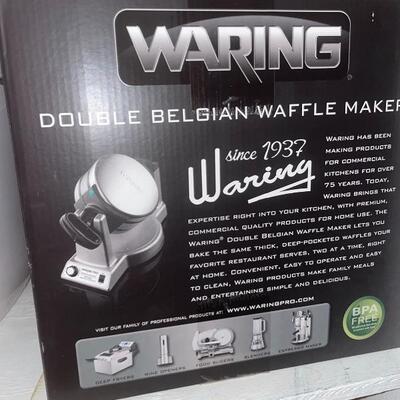 WARING
DOUBLE BELGIAN WAFFLE MAKER
since 1937
Waring
WARING HAS BEEN
MAKING PRODUCTS
FOR COMMERCIAL
KITCHENS FOR OVER
75 YEARS. TODAY,
WARING BRINGS THAT
EXPERTISE RIGHT INTO YOUR KITCHEN, WITH PREMIUM,
COMMERCIAL QUALITY PRODUCTS FOR HOME USE. THE
WARING® DOUBLE BELGIAN WAFFLE MAKER LETS YOU
BAKE THE SAME THICK, DEEP-POCKETED WAFFLES YOUR
FAVORITE RESTAURANT SERVES, TWO AT A TIME, RIGHT
AT HOME. CONVENIENT, EASY TO OPERATE AND EASY
TO CLEAN, WARING PRODUCTS MAKE FAMILY MEALS
AND ENTERTAINING SIMPLE AND DELICIOUS.
VISIT OUR FAMILY OF PROFESSIONAL PRODUCTS AT: WWW.WARINGPRO.COM
BPA
FREE
DEEP FRYERS
WINE OPENERS
FOOD SLICERS
BLENDERS
ESPRESSO MAKER